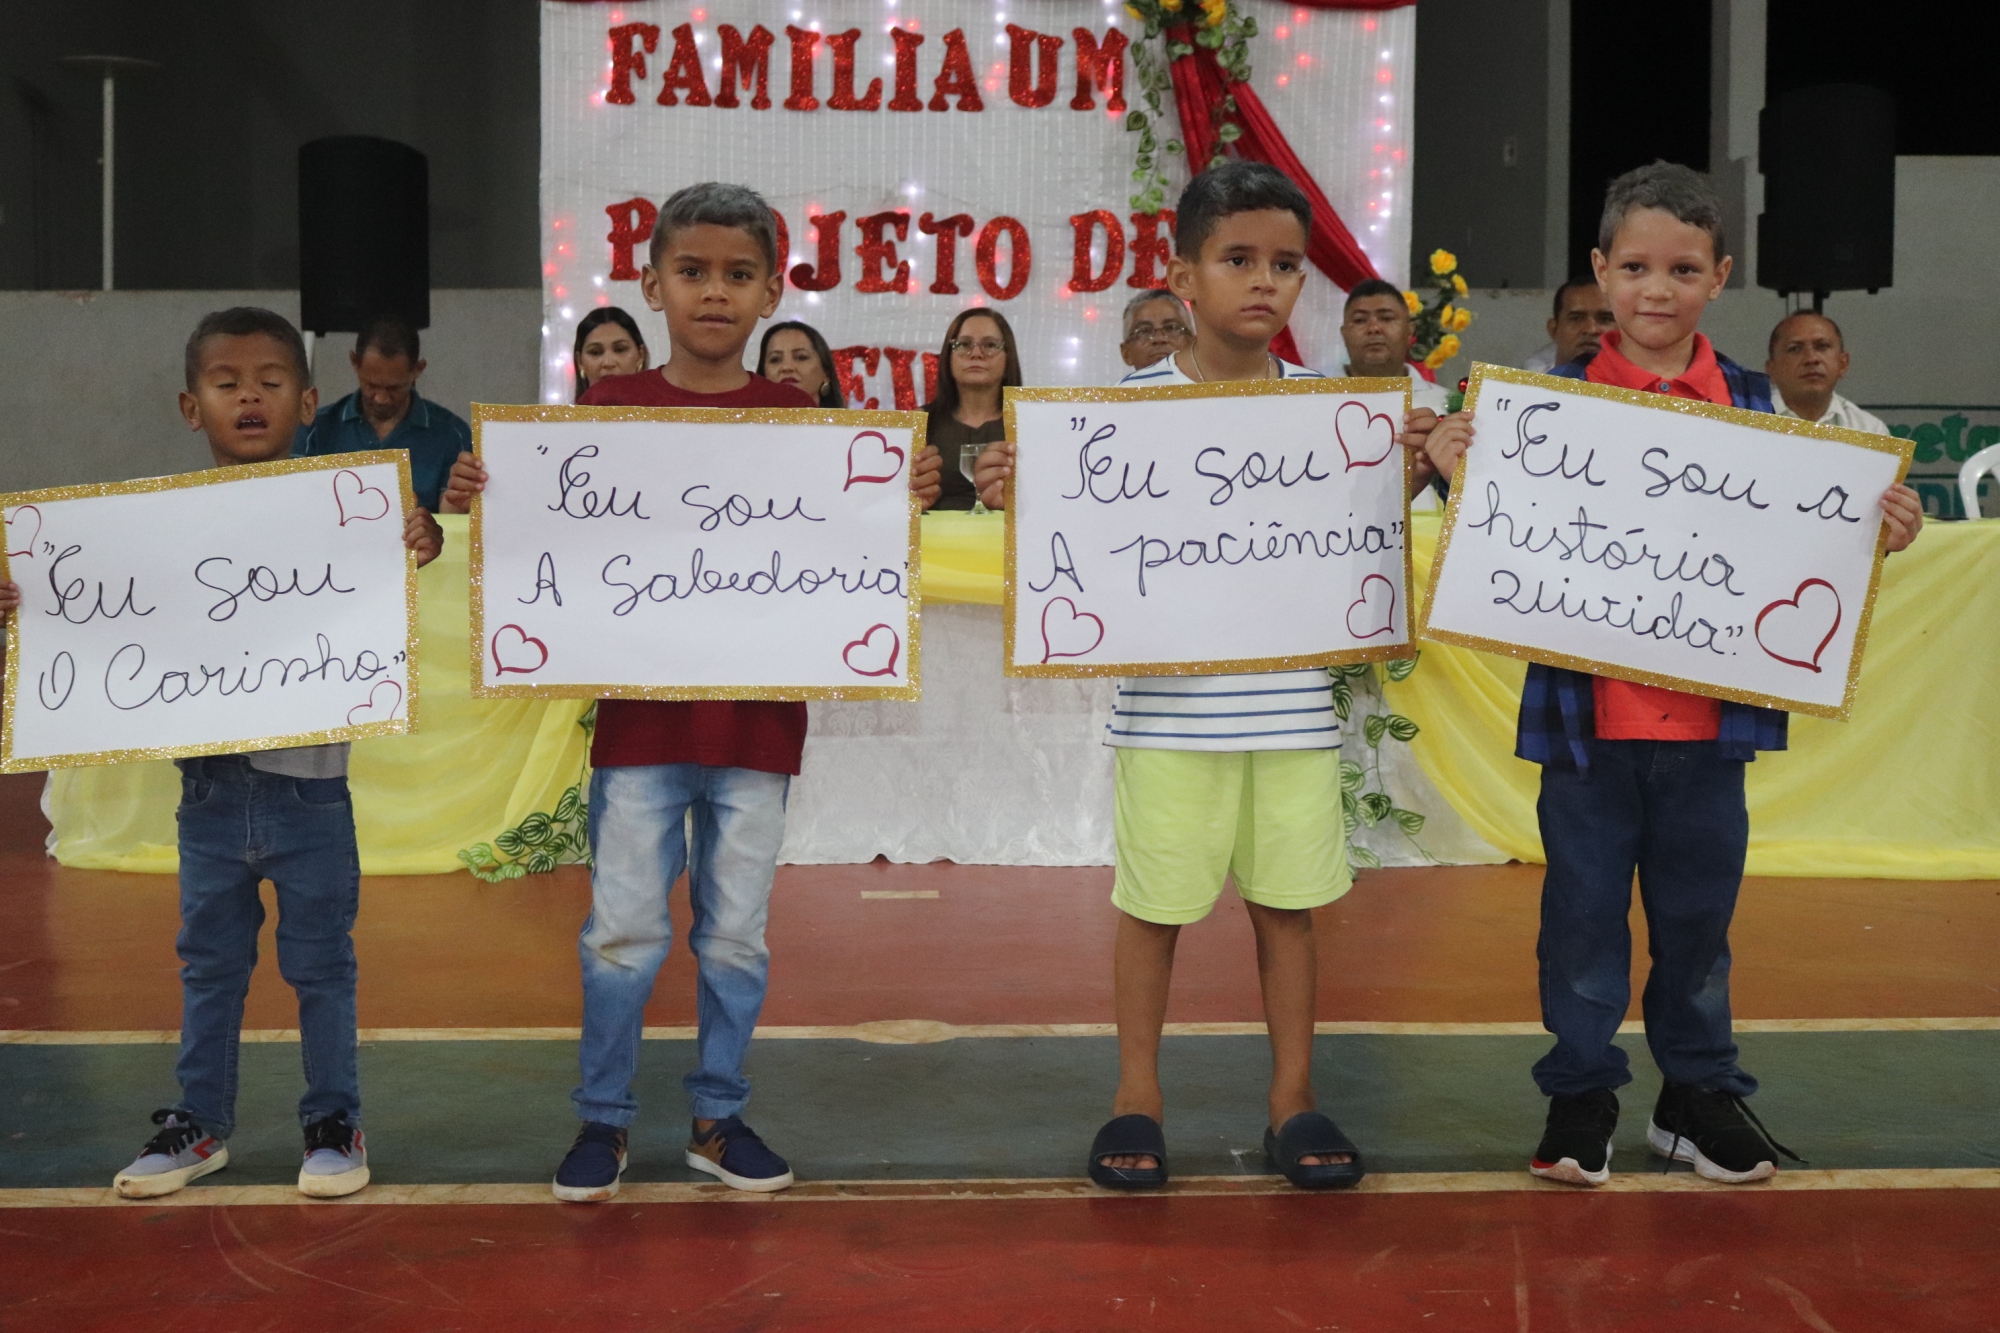 FAMILIA UM
PROJETO DE
"Eu sou
O Carinho."
"Eu sou
A Sabedoria"
"Eu sou
A paciência".
"Eu sou a
história
Vivida".